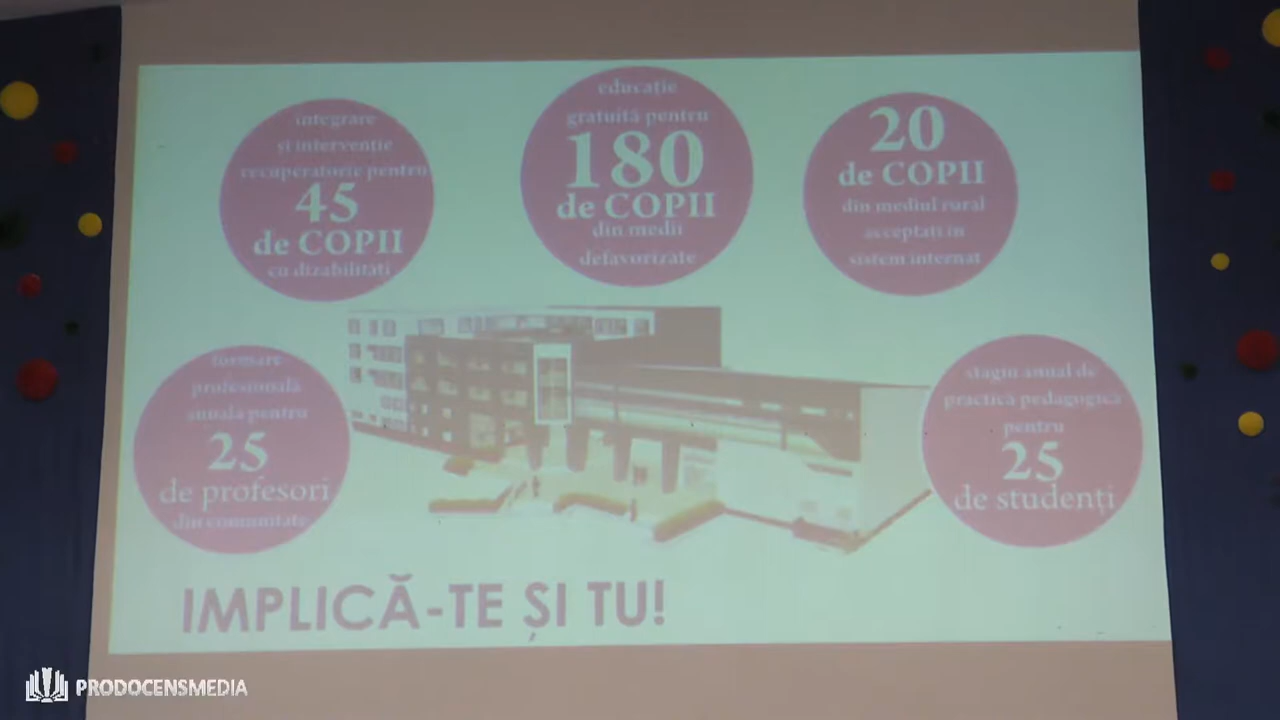 integrare
și intervenție
recuperatorie pentru
45
de COPII
cu dizabilități
educație
gratuită pentru
180
de COPII
din medii
defavorizate
20
de COPII
din mediul rural
acceptați în
sistem internat
formare
profesională
anuală pentru
25
de profesori
din comunitate
stagiu anual de
practică pedagogică
pentru
25
de studenți
IMPLICĂ-TE ȘI TU!
PRODOCENSMEDIA